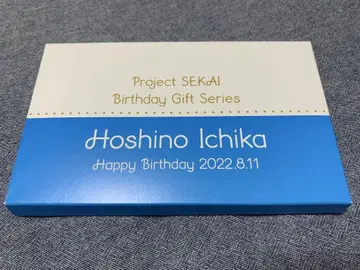 Project SEKAI
Birthday Gift Series
Hoshino Ichika
Happy Birthday 2022.8.11